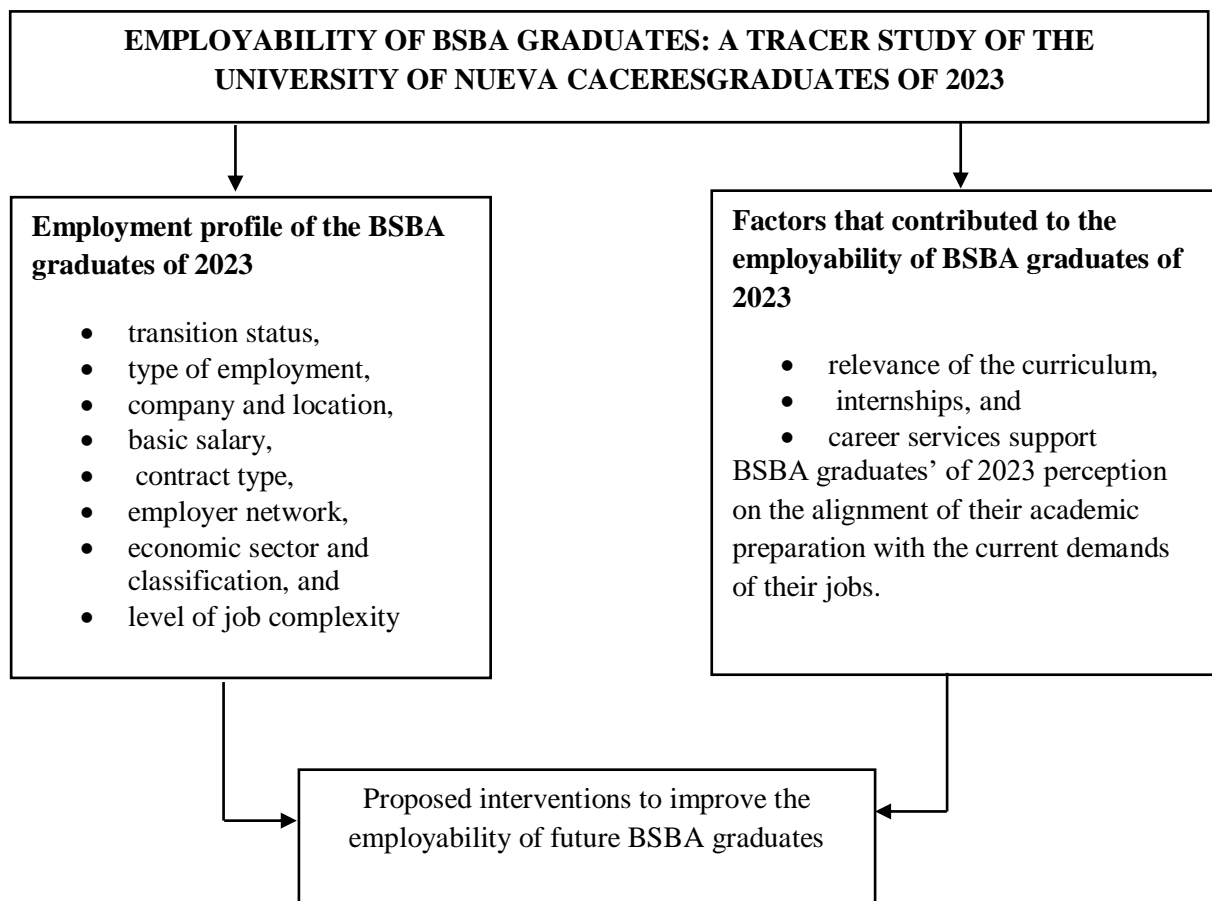 EMPLOYABILITY OF BSBA GRADUATES: A TRACER STUDY OF THE
UNIVERSITY OF NUEVA CACERESGRADUATES OF 2023
Employment profile of the BSBA
graduates of 2023
• transition status,
• type of employment,
• company and location,
• basic salary,
• contract type,
• employer network,
• economic sector and
classification, and
• level of job complexity
Factors that contributed to the
employability of BSBA graduates of
2023
• relevance of the curriculum,
• internships, and
• career services support
BSBA graduates’ of 2023 perception
on the alignment of their academic
preparation with the current demands
of their jobs.
Proposed interventions to improve the
employability of future BSBA graduates